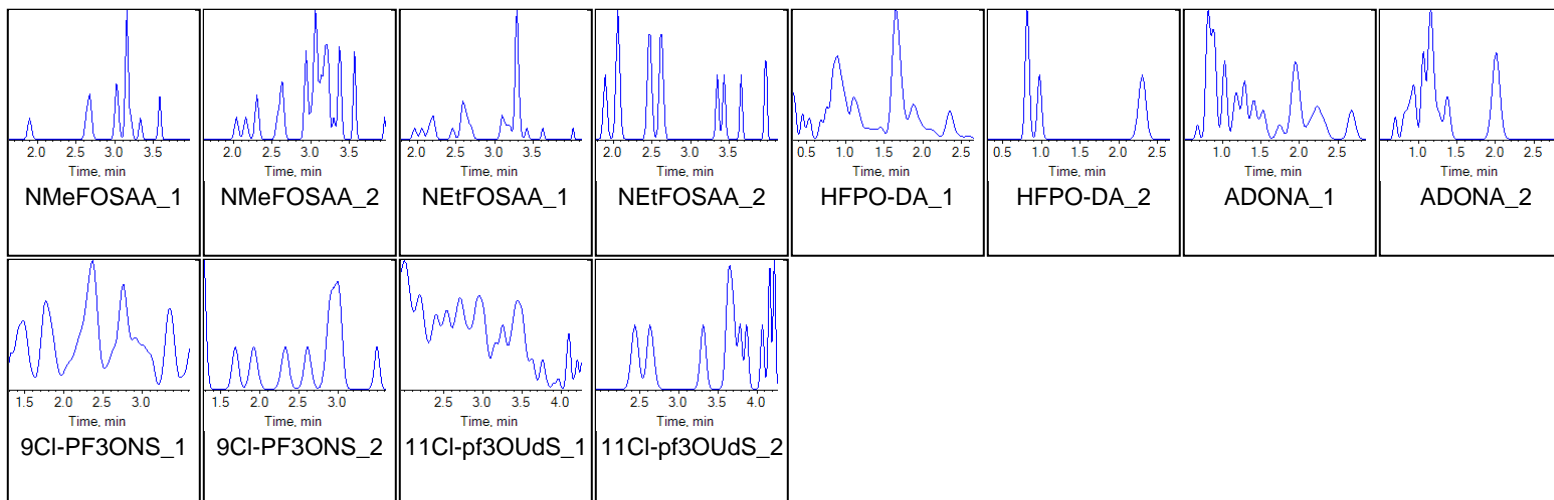 2.0 2.5 3.0 3.5
Time, min
NMeFOSAA_1
2.0 2.5 3.0 3.5
Time, min
NMeFOSAA_2
2.0 2.5 3.0 3.5
Time, min
NEtFOSAA_1
2.0 2.5 3.0 3.5
Time, min
NEtFOSAA_2
0.5 1.0 1.5 2.0 2.5
Time, min
HFPO-DA_1
0.5 1.0 1.5 2.0 2.5
Time, min
HFPO-DA_2
1.0 1.5 2.0 2.5
Time, min
ADONA_1
1.0 1.5 2.0 2.5
Time, min
ADONA_2
1.5 2.0 2.5 3.0
Time, min
9Cl-PF3ONS_1
1.5 2.0 2.5 3.0
Time, min
9Cl-PF3ONS_2
2.5 3.0 3.5 4.0
Time, min
11Cl-pf3OUdS_1
2.5 3.0 3.5 4.0
Time, min
11Cl-pf3OUdS_2